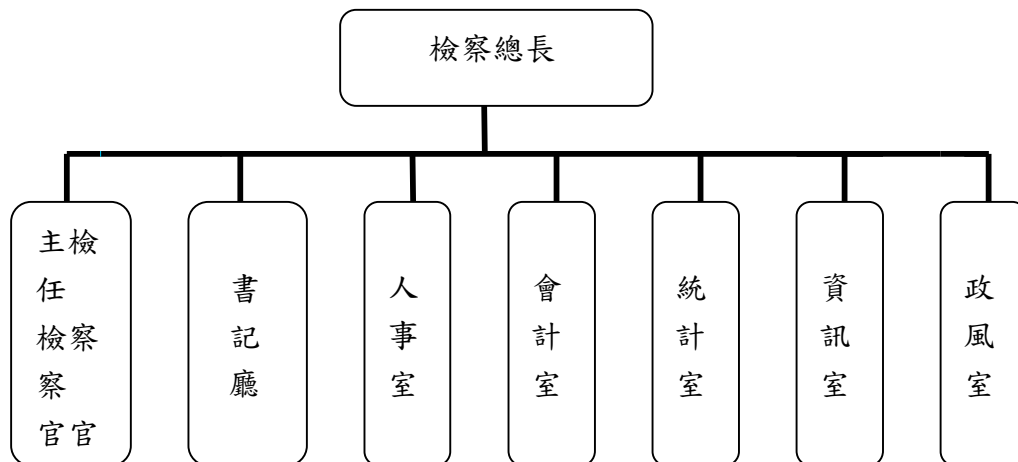 檢察總長
主任檢察官
檢察官
書記廳
人事室
會計室
統計室
資訊室
政風室